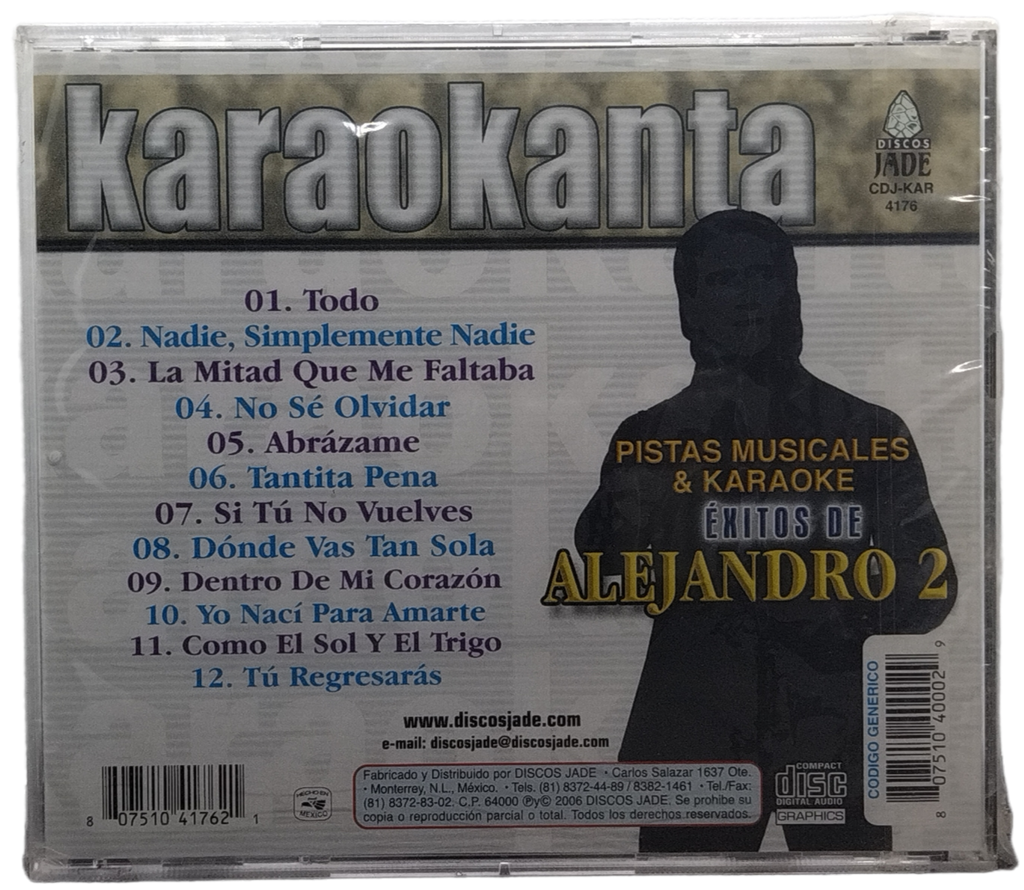 karaokanta
DISCOS
JADE
CDJ-KAR
4176
01. Todo
02. Nadie, Simplemente Nadie
03. La Mitad Que Me Faltaba
04. No Sé Olvidar
05. Abrázame
06. Tantita Pena
07. Si Tú No Vuelves
08. Dónde Vas Tan Sola
09. Dentro De Mi Corazón
10. Yo Nací Para Amarte
11. Como El Sol Y El Trigo
12. Tú Regresarás
PISTAS MUSICALES
& KARAOKE
ÉXITOS DE
ALEJANDRO 2
www.discosjade.com
e-mail: discosjade@discosjade.com
8 07510 41762 1
HECHO EN
MEXICO
Fabricado y Distribuido por DISCOS JADE • Carlos Salazar 1637 Ote.
• Monterrey, N.L., México. • Tels. (81) 8372-44-89 / 8382-1461 • Tel./Fax:
(81) 8372-83-02. C.P. 64000 ℗y© 2006 DISCOS JADE. Se prohibe su
copia o reproducción parcial o total. Todos los derechos reservados.
COMPACT
disc
DIGITAL AUDIO
GRAPHICS
CODIGO GENERICO
8 07510 40002 9